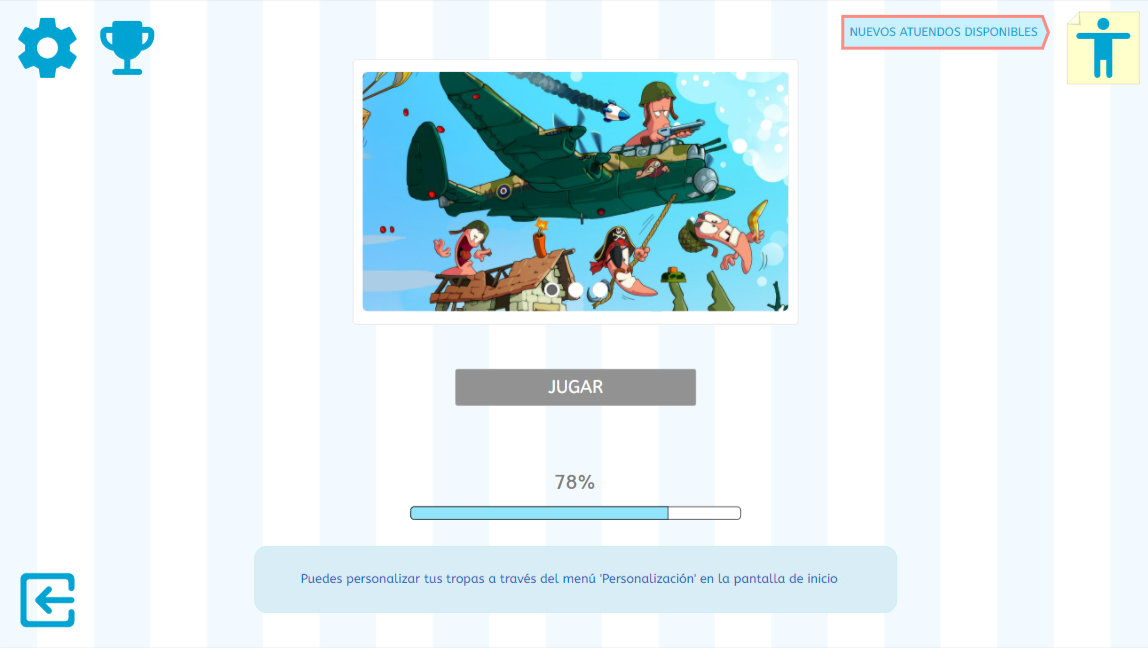 NUEVOS ATUENDOS DISPONIBLES
JUGAR
78%
Puedes personalizar tus tropas a través del menú 'Personalización' en la pantalla de inicio